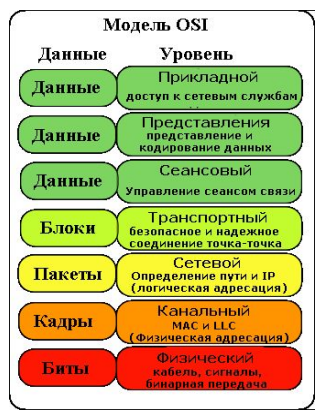 Модель OSI
Данные Уровень
Данные Прикладной
доступ к сетевым службам
Данные Представления
представление и
кодирование данных
Данные Сеансовый
Управление сеансом связи
Блоки Транспортный
безопасное и надежное
соединение точка-точка
Пакеты Сетевой
Определение пути и IP
(логическая адресация)
Кадры Канальный
MAC и LLC
(Физическая адресация)
Биты Физический
кабель, сигналы,
бинарная передача